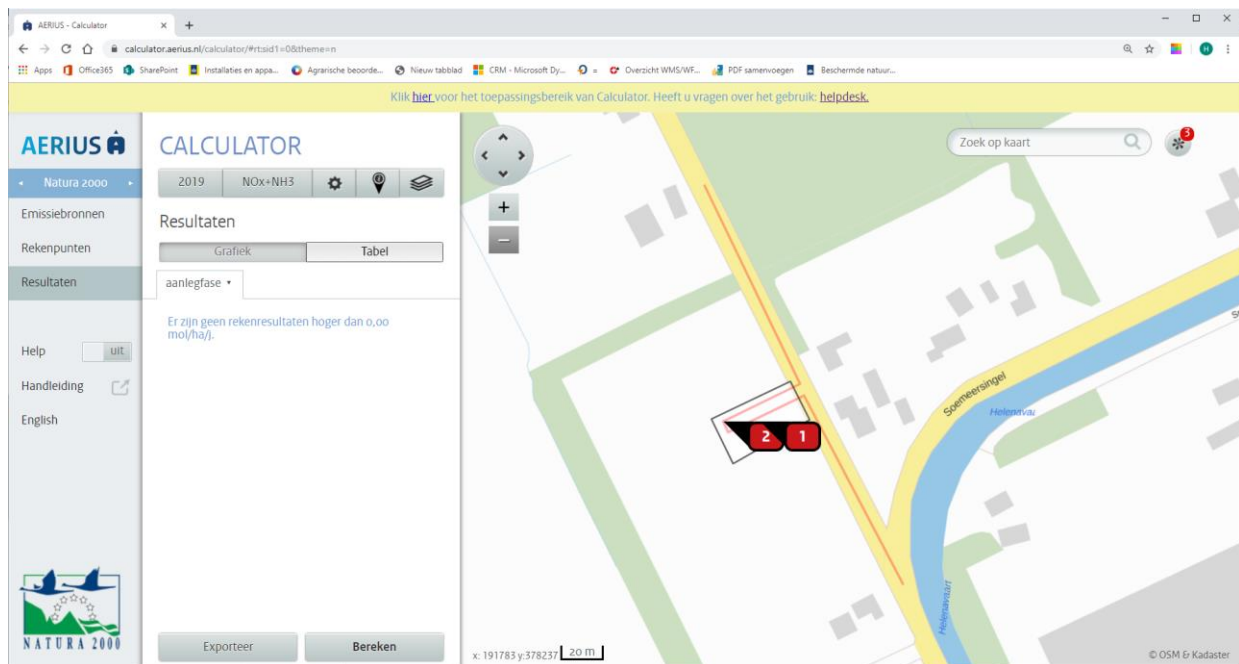 AERIUS - Calculator
calculator.aerius.nl/calculator/#rt:sid1=0&theme=n
Apps
Office365
SharePoint
Installaties en appa...
Agrarische beoorde...
Nieuw tabblad
CRM - Microsoft Dy...
=
Overzicht WMS/WF...
PDF samenvoegen
Beschermde natuur...
Klik hier voor het toepassingsbereik van Calculator. Heeft u vragen over het gebruik: helpdesk.
AERIUS
Natura 2000
Emissiebronnen
Rekenpunten
Resultaten
Help uit
Handleiding
English
NATURA 2000
CALCULATOR
2019 NOx+NH3
Resultaten
Grafiek Tabel
aanlegfase
Er zijn geen rekenresultaten hoger dan 0,00
mol/ha/j.
Exporteer Bereken
Zoek op kaart
3
H
Soemeersingel
Helenavaart
2 1
Helenavaart
x: 191783 y:378237 20 m
© OSM & Kadaster